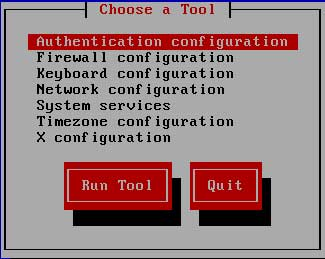 Choose a Tool
Authentication configuration
Firewall configuration
Keyboard configuration
Network configuration
System services
Timezone configuration
X configuration
Run Tool
Quit